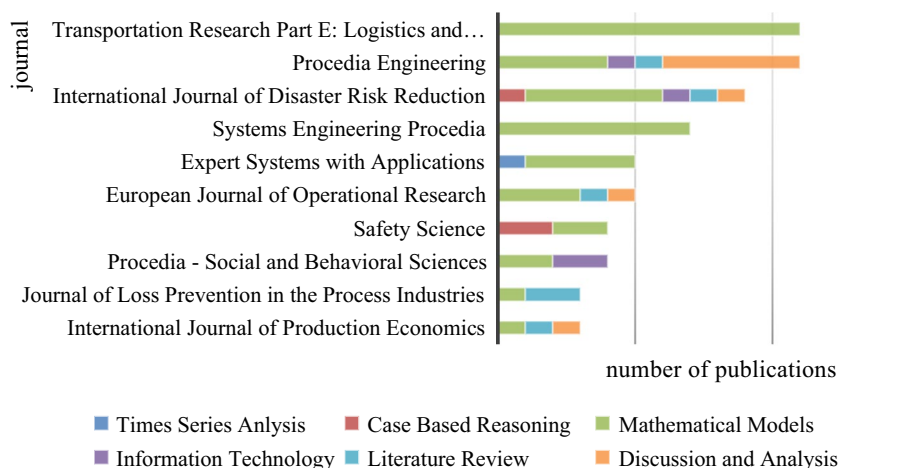 journal
Transportation Research Part E: Logistics and…
Procedia Engineering
International Journal of Disaster Risk Reduction
Systems Engineering Procedia
Expert Systems with Applications
European Journal of Operational Research
Safety Science
Procedia - Social and Behavioral Sciences
Journal of Loss Prevention in the Process Industries
International Journal of Production Economics
number of publications
Times Series Anlysis
Case Based Reasoning
Mathematical Models
Information Technology
Literature Review
Discussion and Analysis